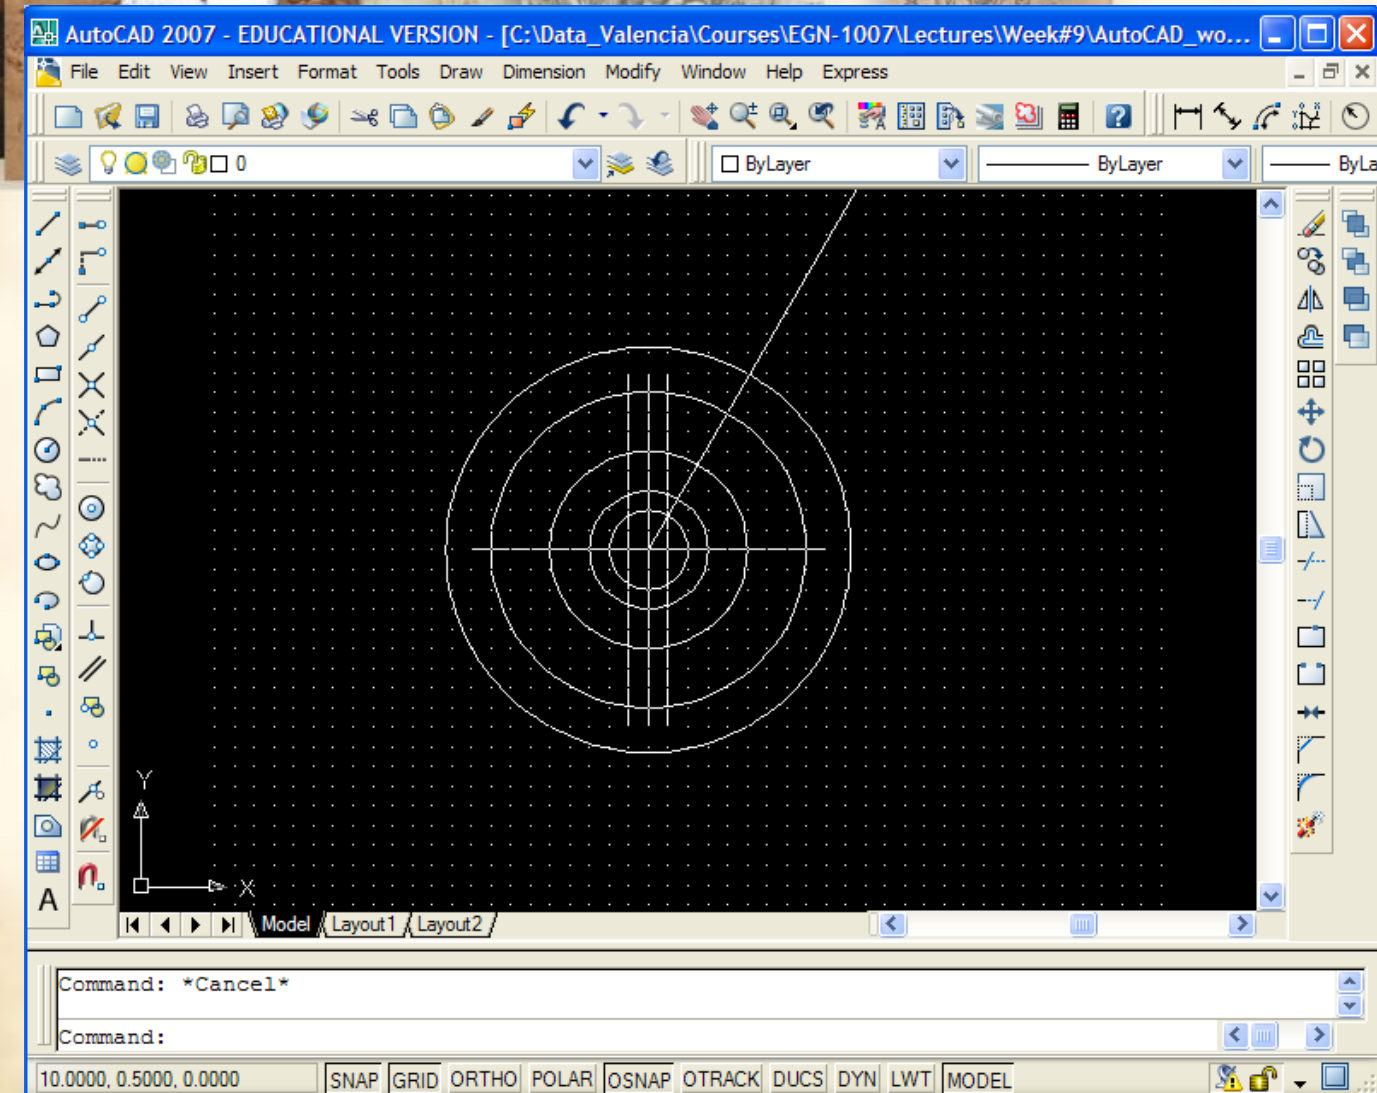 AutoCAD 2007 - EDUCATIONAL VERSION - [C:\Data_Valencia\Courses\EGN-1007\Lectures\Week#9\AutoCAD_wo...
File Edit View Insert Format Tools Draw Dimension Modify Window Help Express
0 ByLayer ByLayer ByLa
Y
X
A
Model Layout1 Layout2
Command: *Cancel*
Command:
10.0000, 0.5000, 0.0000 SNAP GRID ORTHO POLAR OSNAP OTRACK DUCS DYN LWT MODEL